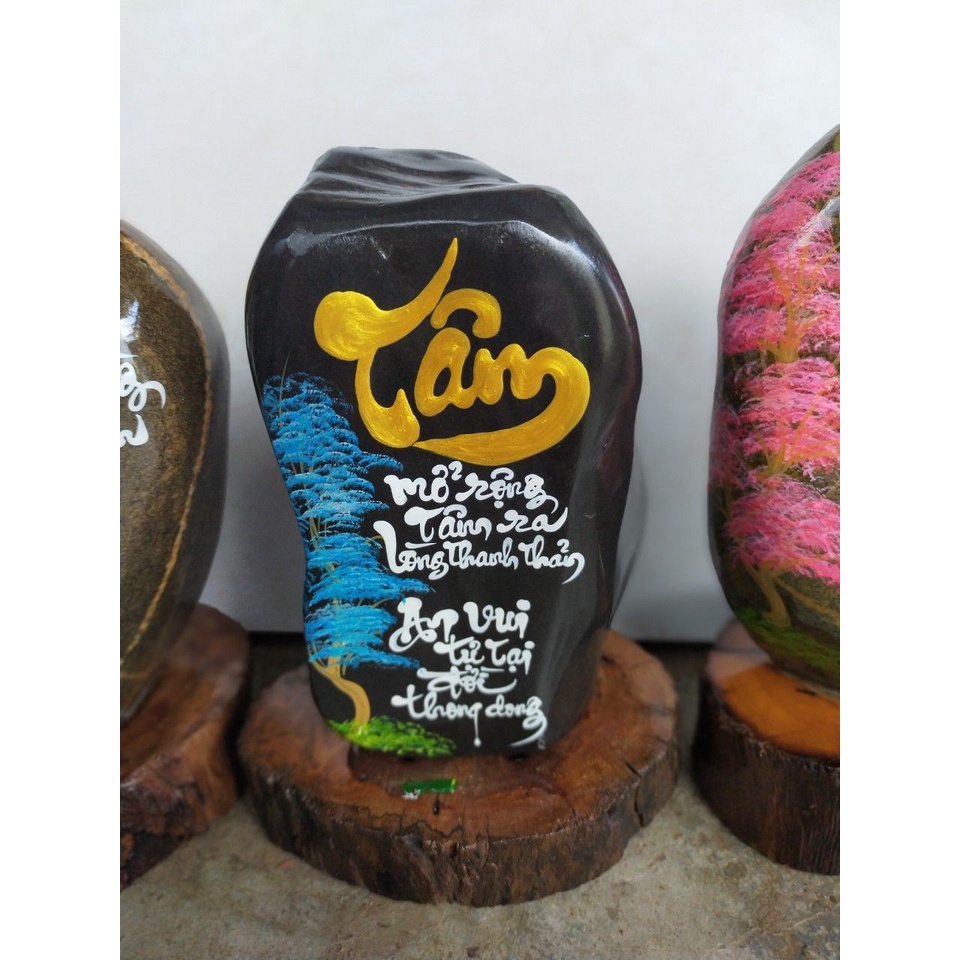 Tâm
Mở rộng
Tâm ra
Lòng thanh thản
An vui
tự tại
đời
thong dong